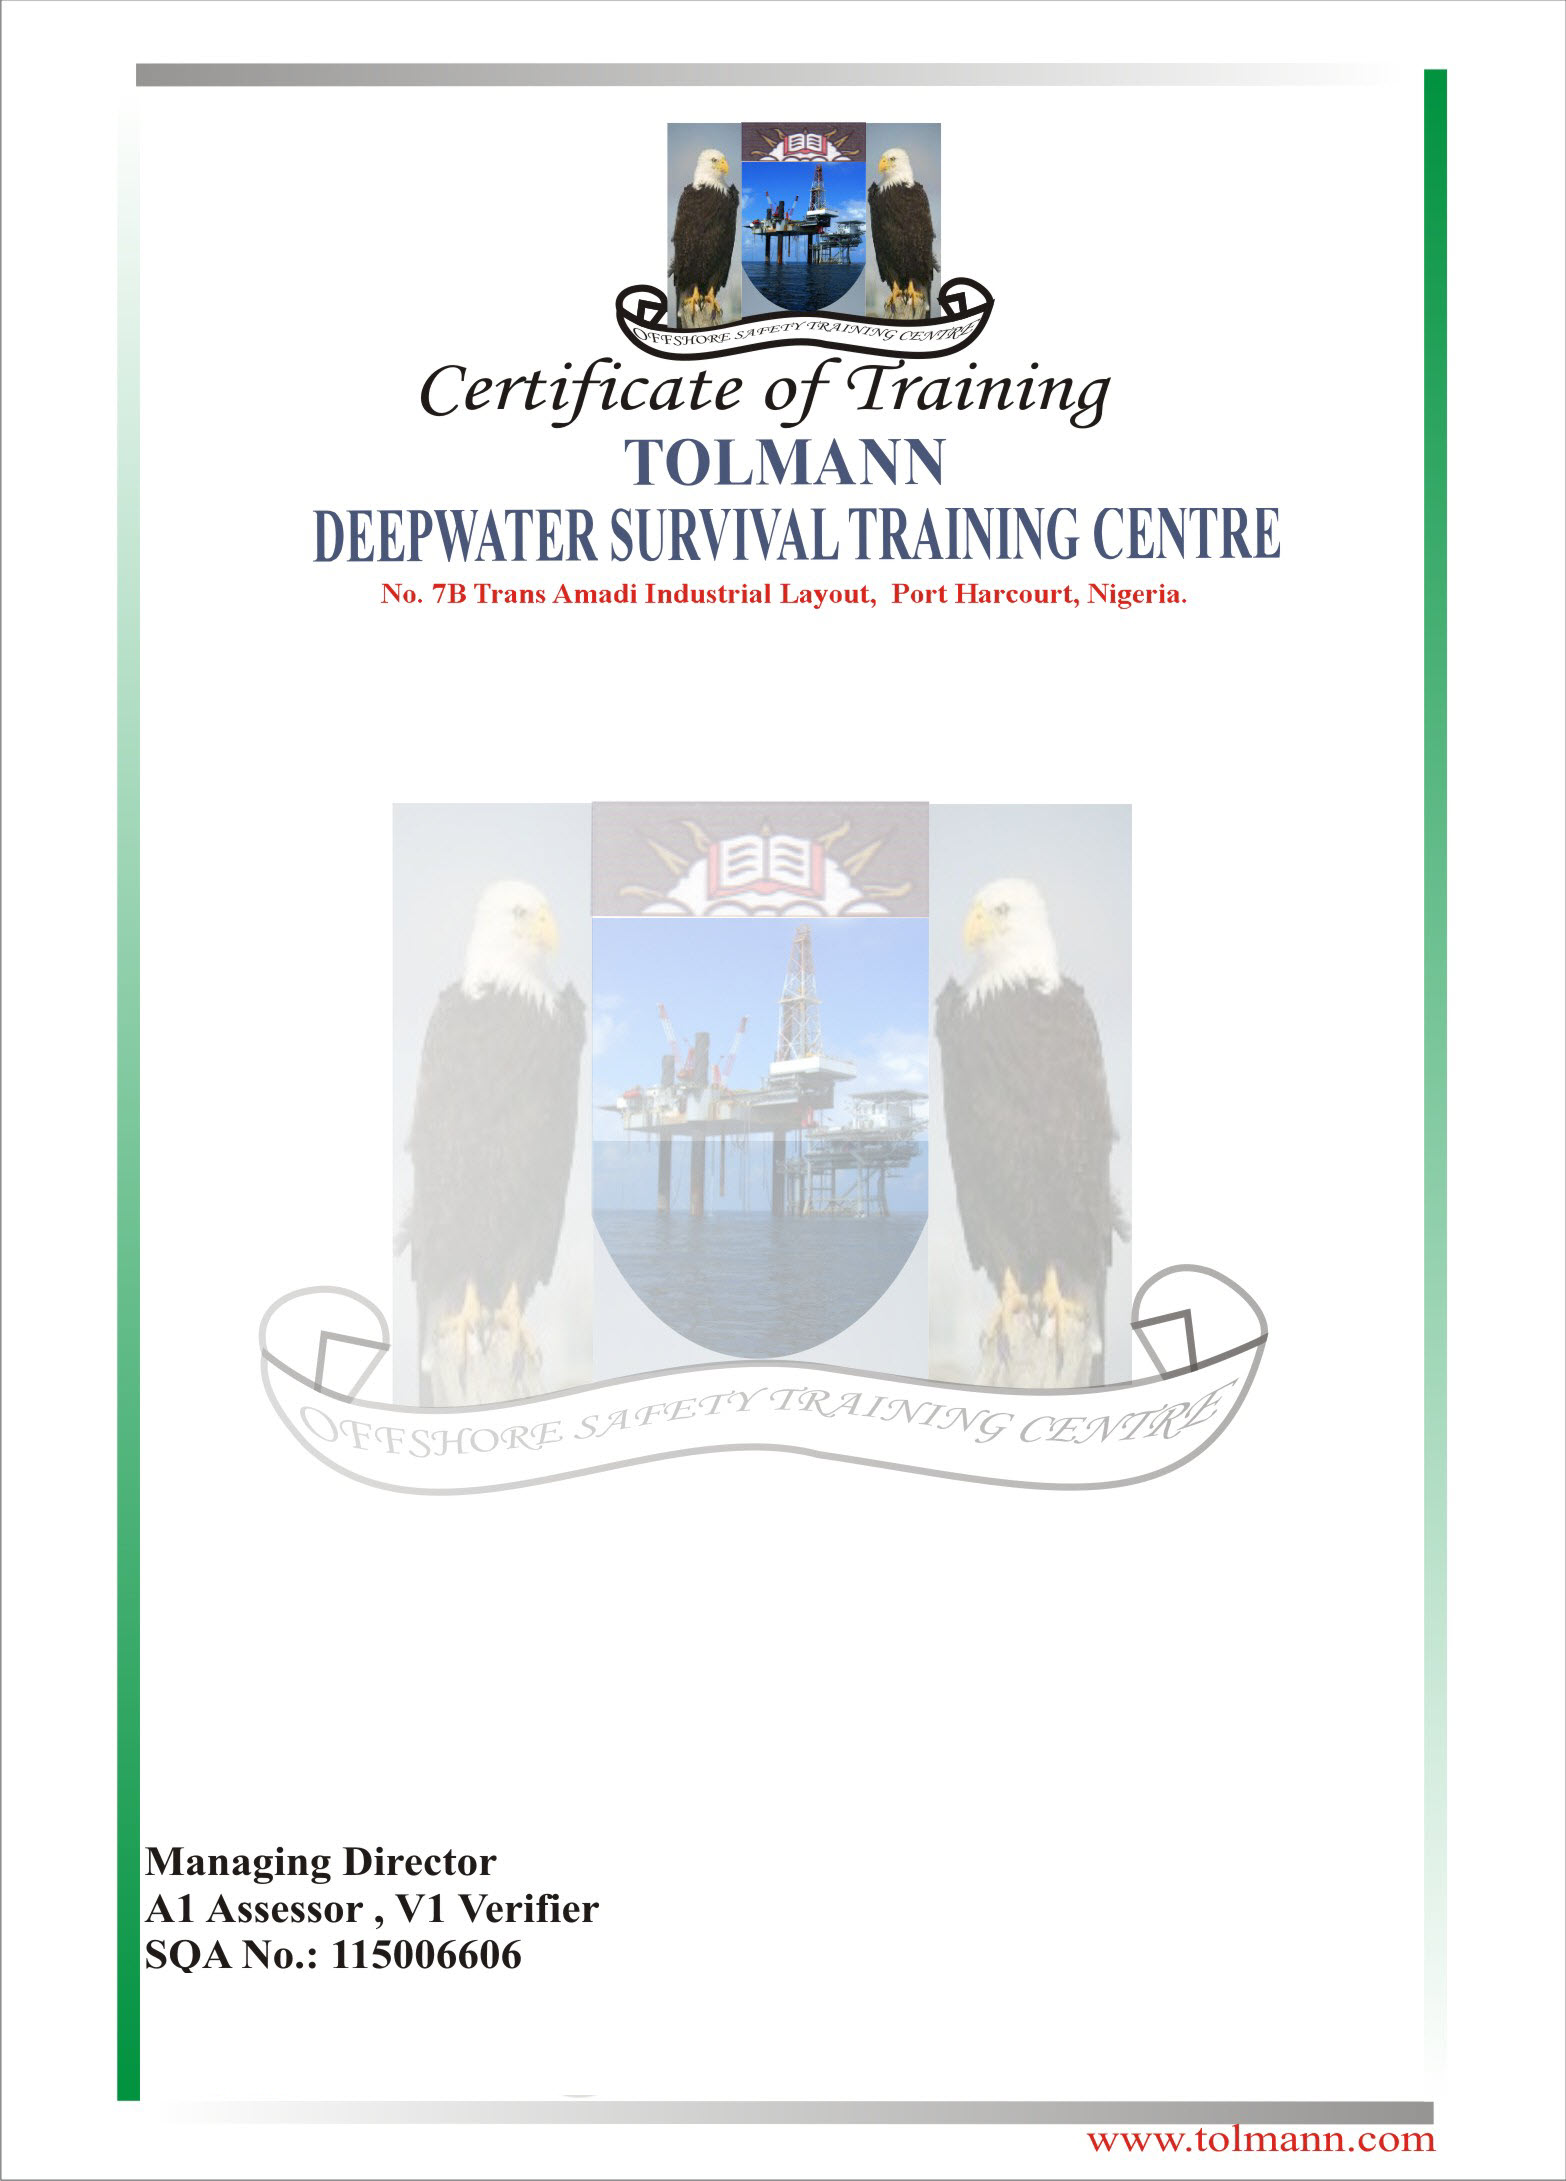 OFFSHORE SAFETY TRAINING CENTRE
Certificate of Training
TOLMANN
DEEPWATER SURVIVAL TRAINING CENTRE
No. 7B Trans Amadi Industrial Layout, Port Harcourt, Nigeria.
OFFSHORE SAFETY TRAINING CENTRE
Managing Director
A1 Assessor , V1 Verifier
SQA No.: 115006606
www.tolmann.com